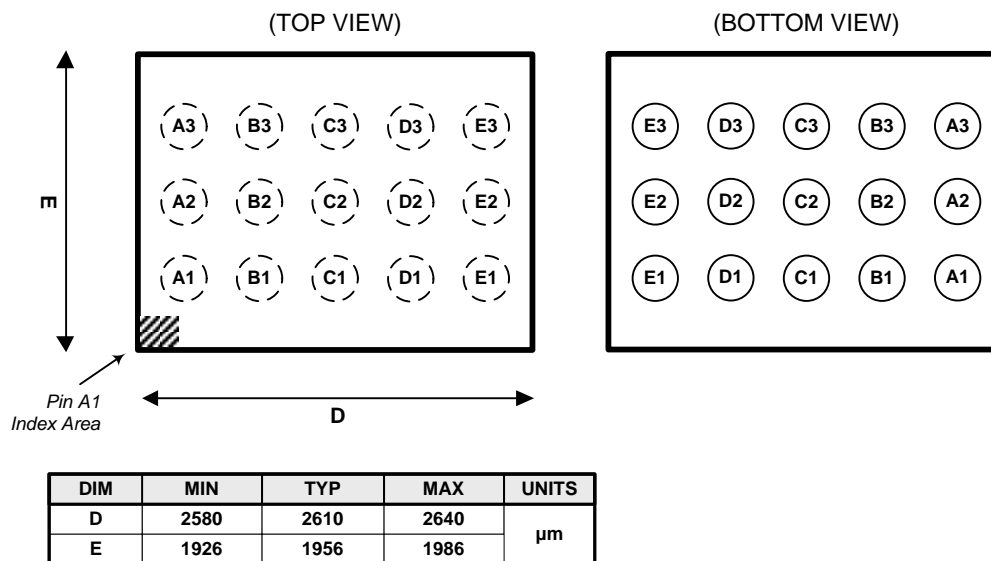 (TOP VIEW) (BOTTOM VIEW)
E
A3 B3 C3 D3 E3 E3 D3 C3 B3 A3
A2 B2 C2 D2 E2 E2 D2 C2 B2 A2
A1 B1 C1 D1 E1 E1 D1 C1 B1 A1
Pin A1
Index Area
D
DIM MIN TYP MAX UNITS
D 2580 2610 2640 µm
E 1926 1956 1986